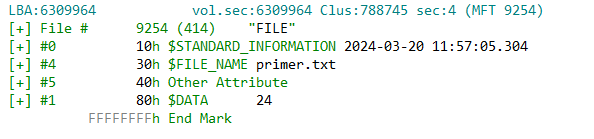 LBA:6309964 vol.sec:6309964 Clus:788745 sec:4 (MFT 9254)
[+] File # 9254 (414) "FILE"
[+] #0 10h $STANDARD_INFORMATION 2024-03-20 11:57:05.304
[+] #4 30h $FILE_NAME primer.txt
[+] #5 40h Other Attribute
[+] #1 80h $DATA 24
FFFFFFFFh End Mark